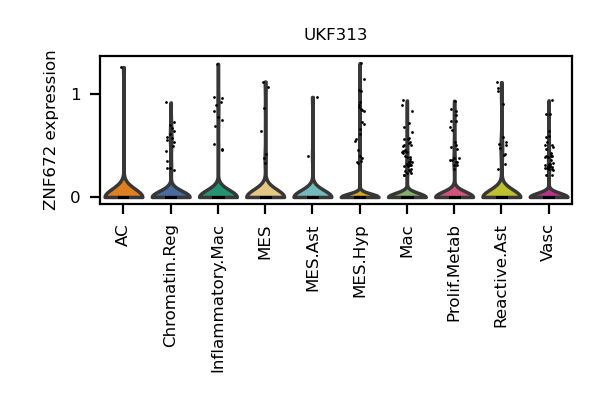 UKF313
ZNF672 expression
1
0
AC
Chromatin.Reg
Inflammatory.Mac
MES
MES.Ast
MES.Hyp
Mac
Prolif.Metab
Reactive.Ast
Vasc